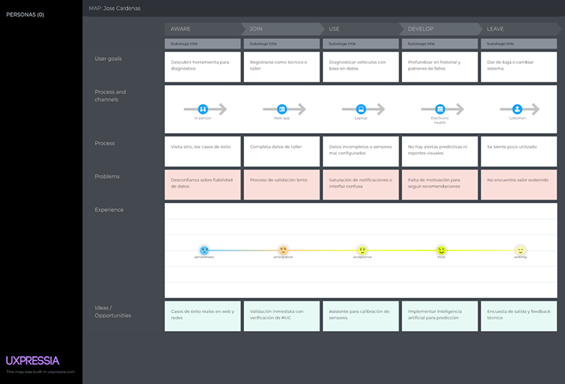 PERSONAS (0)
MAP: Jose Cardenas
AWARE
JOIN
USE
DEVELOP
LEAVE
Substage title
Substage title
Substage title
Substage title
Substage title
User goals
Descubrir herramienta para
diagnóstico
Registrarse como técnico o
taller
Diagnosticar vehículos con
base en datos
Profundizar en historial y
patrones de fallos
Dar de baja o cambiar
sistema
Process and
channels
In person
Web app
Laptop
Electronic
Process
Visita sitio, lee casos de éxito
Completa datos de taller
Datos incompletos o sensores
mal configurados
No hay alertas predictivas ni
reportes visuales
Se siente poco utilizado
Problems
Desconfianza sobre fiabilidad
de datos
Proceso de validación lento
Saturación de notificaciones o
interfaz confusa
Falta de motivación para
seguir recomendaciones
No encuentra valor sostenido
Experience
anticipation
acceptance
Ideas /
Opportunities
Casos de éxito reales en web y
redes
Validación inmediata con
verificación de RUC
Asistente para calibración de
sensores
Implementar inteligencia
artificial para predicción
Encuesta de salida y feedback
técnico
UXPRESSIA
This map was built in uxpressia.com